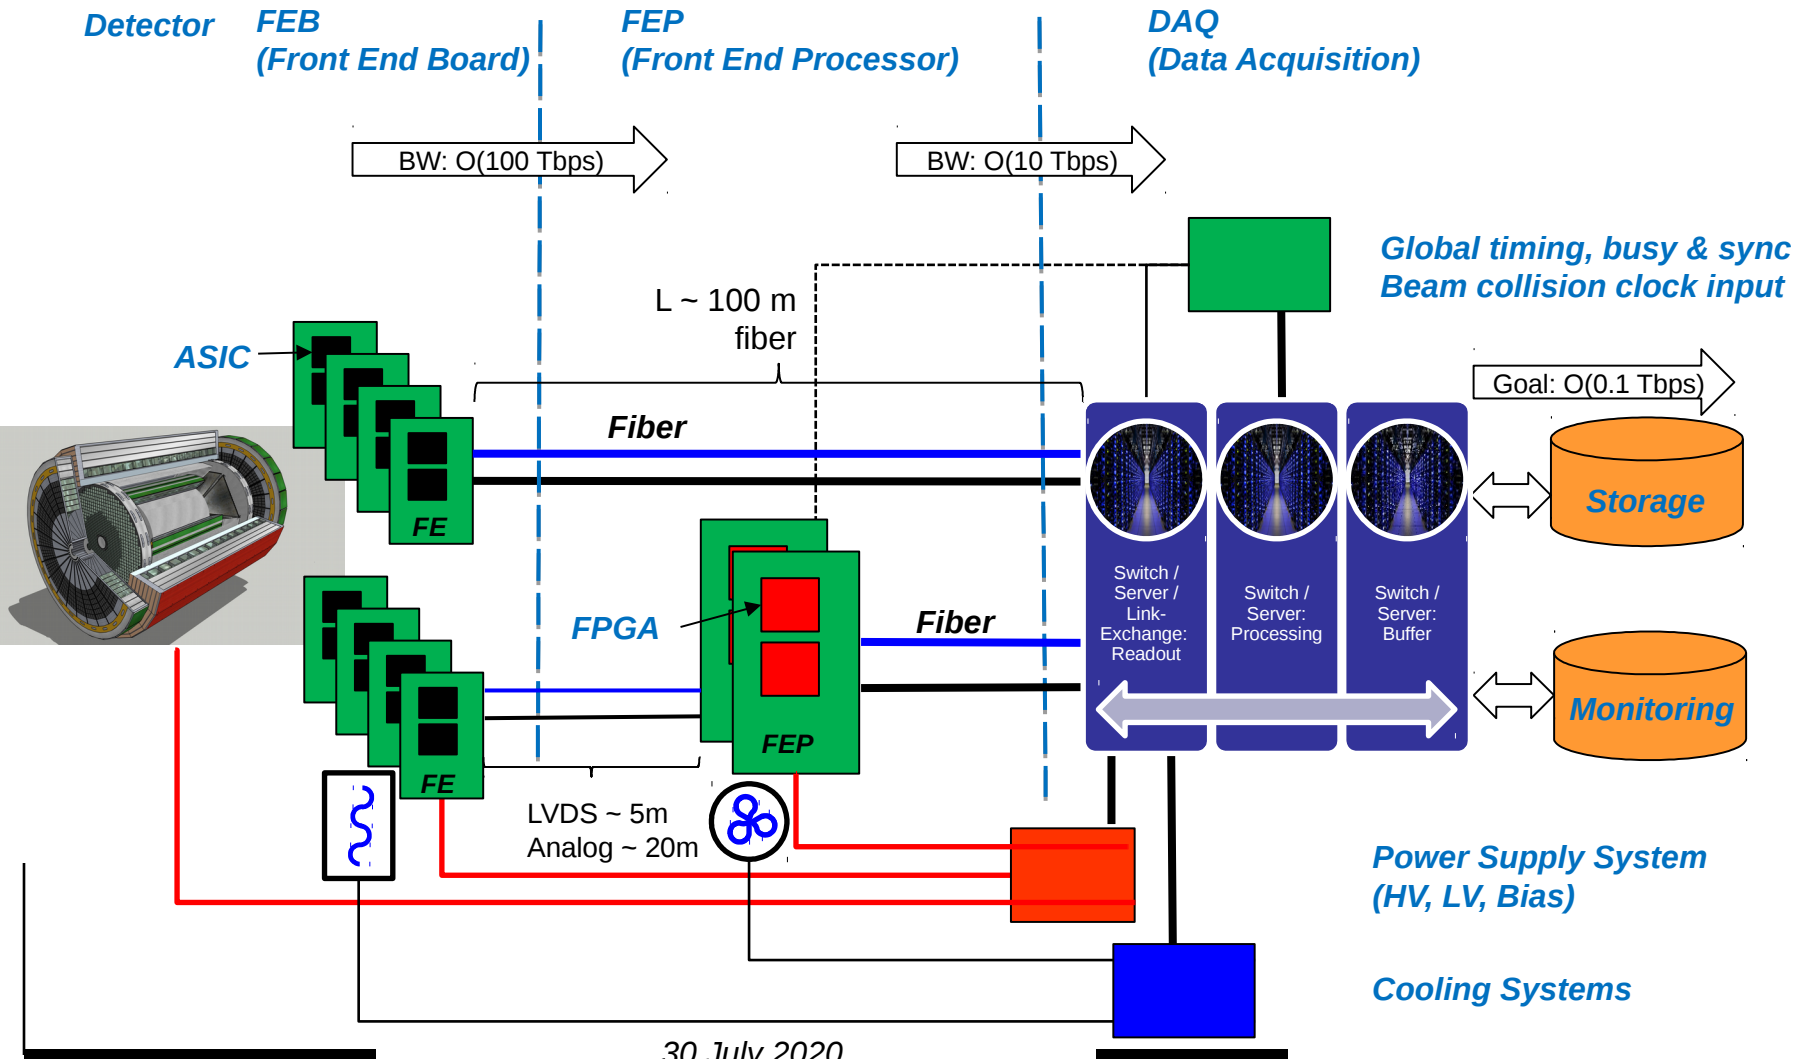 Detector
FEB
(Front End Board)
FEP
(Front End Processor)
DAQ
(Data Acquisition)
BW: O(100 Tbps)
BW: O(10 Tbps)
Global timing, busy & sync
Beam collision clock input
L ~ 100 m
fiber
ASIC
Goal: O(0.1 Tbps)
Fiber
Storage
FE
Switch /
Server /
Link-
Exchange:
Readout
Switch /
Server:
Processing
Switch /
Server:
Buffer
FPGA
Fiber
Monitoring
FEP
FE
LVDS ~ 5m
Analog ~ 20m
Power Supply System
(HV, LV, Bias)
Cooling Systems
30 July 2020